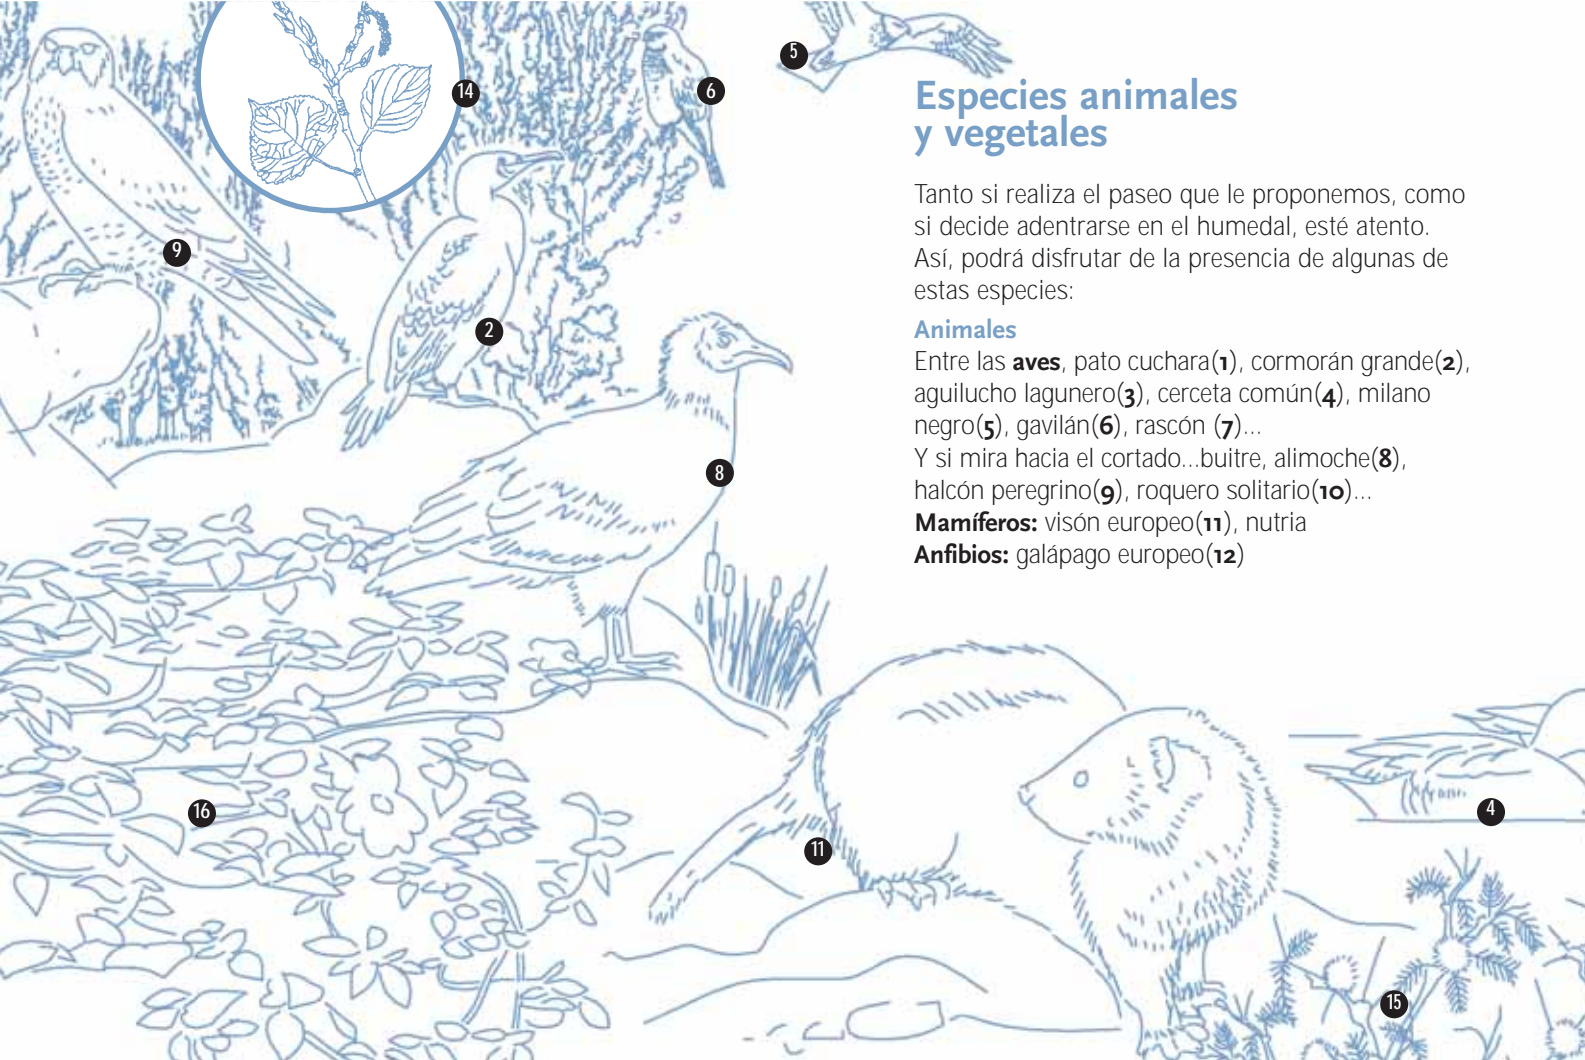 5
14
6
Especies animales
y vegetales
Tanto si realiza el paseo que le proponemos, como
si decide adentrarse en el humedal, esté atento.
Así, podrá disfrutar de la presencia de algunas de
estas especies:
9
2
Animales
Entre las aves, pato cuchara(1), cormorán grande(2),
aguilucho lagunero(3), cerceta común(4), milano
negro(5), gavilán(6), rascón (7)...
Y si mira hacia el cortado...buitre, alimoche(8),
halcón peregrino(9), roquero solitario(10)...
Mamíferos: visón europeo(11), nutria
Anfibios: galápago europeo(12)
8
16
4
11
15